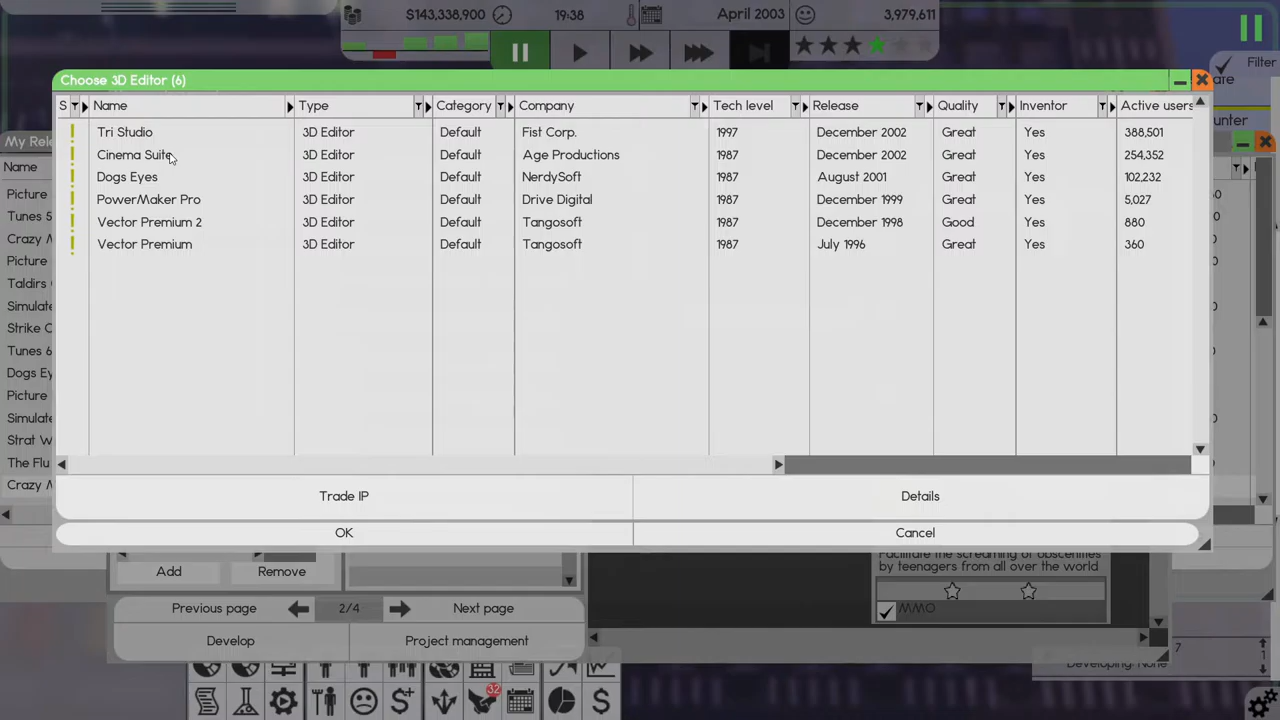 $143,338,900 19:38 April 2003 3,979,611
Filter
Choose 3D Editor (6)
S Name Type Category Company Tech level Release Quality Inventor Active users
Tri Studio 3D Editor Default Fist Corp. 1997 December 2002 Great Yes 388,501
Cinema Suite 3D Editor Default Age Productions 1987 December 2002 Great Yes 254,352
Dogs Eyes 3D Editor Default NerdySoft 1987 August 2001 Great Yes 102,232
PowerMaker Pro 3D Editor Default Drive Digital 1987 December 1999 Great Yes 5,027
Vector Premium 2 3D Editor Default Tangosoft 1987 December 1998 Good Yes 880
Vector Premium 3D Editor Default Tangosoft 1987 July 1996 Great Yes 360
Trade IP Details
OK Cancel
My Rele
Name
Picture
Tunes 5
Crazy M
Picture
Taldirs
Simulate
Strike C
Tunes 6
Dogs Ey
Picture
Simulate
Strat W
The Flu
Crazy M
Facilitate the screaming of obscenities
by teenagers from all over the world
MMO
Add Remove
Previous page 2/4 Next page
Develop Project management
Developing: None
7
1
32